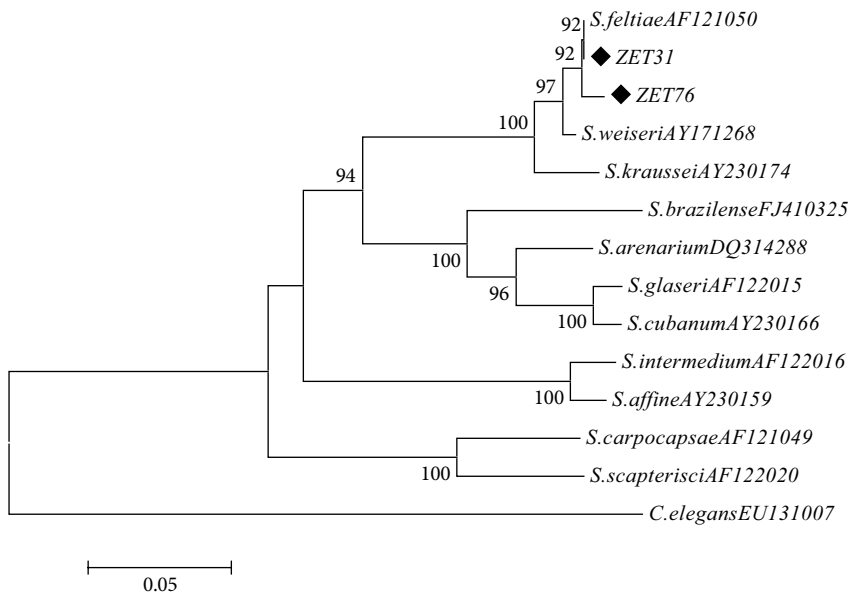 92
S.feltiaeAF121050
92
ZET31
97
ZET76
100
S.weiseriAY171268
94
S.krausseiAY230174
S.brazilenseFJ410325
100
S.arenariumDQ314288
96
S.glaseriAF122015
100
S.cubanumAY230166
S.intermediumAF122016
100
S.affineAY230159
S.carpocapsaeAF121049
100
S.scapterisciAF122020
C.elegansEU131007
0.05